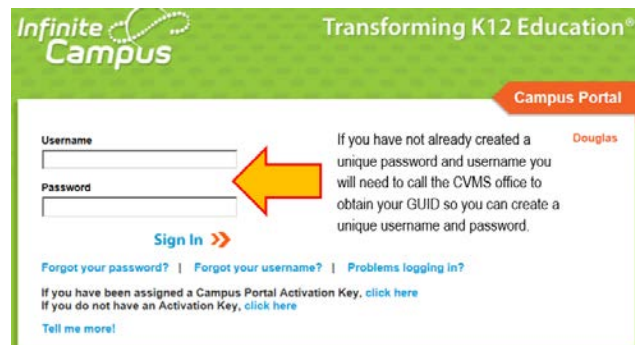 Infinite Campus
Transforming K12 Education®
Campus Portal
Douglas
Username
Password
Sign In
If you have not already created a
unique password and username you
will need to call the CVMS office to
obtain your GUID so you can create a
unique username and password.
Forgot your password? | Forgot your username? | Problems logging in?
If you have been assigned a Campus Portal Activation Key, click here
If you do not have an Activation Key, click here
Tell me more!